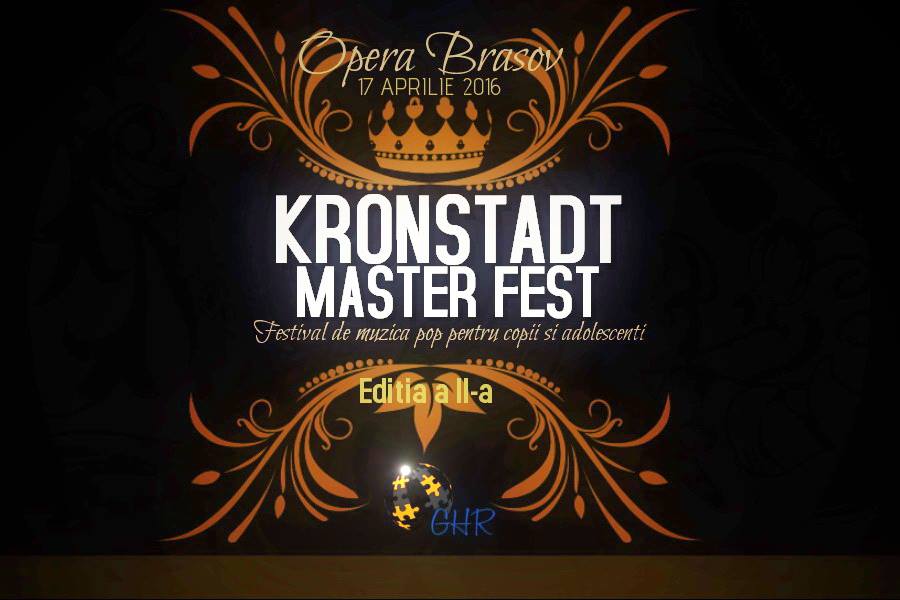 Opera Brasov
17 APRILIE 2016
KRONSTADT
MASTER FEST
Festival de muzica pop pentru copii si adolescenti
Editia a II-a
GHR